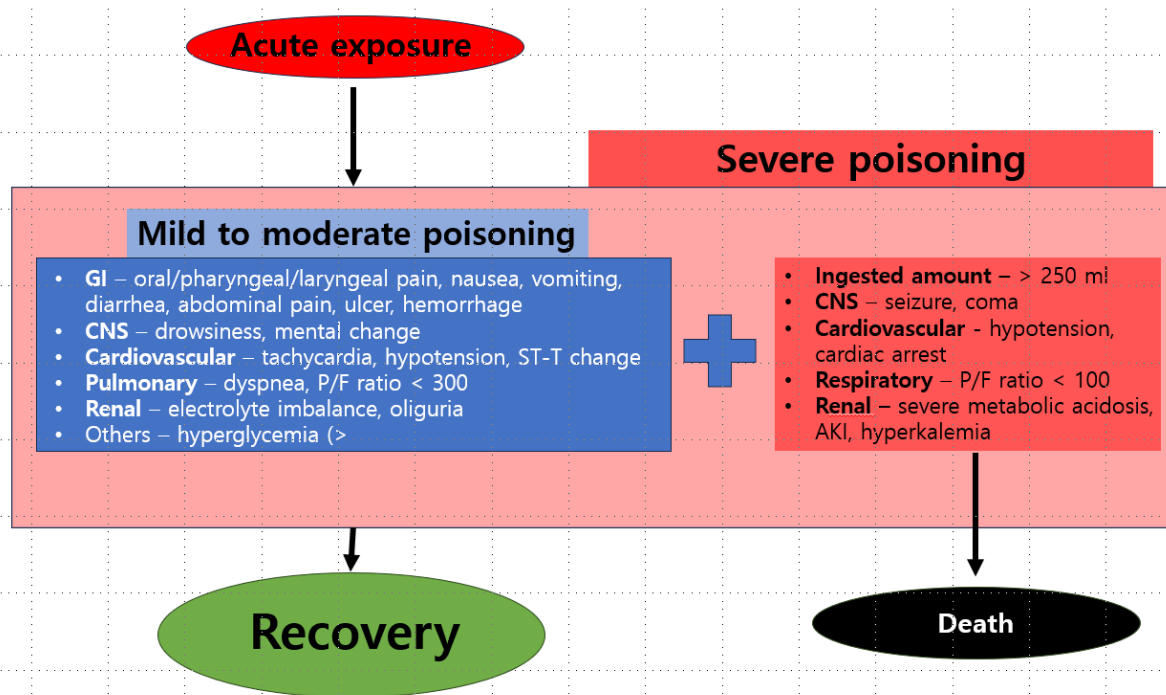 Acute exposure
Severe poisoning
Mild to moderate poisoning
• GI – oral/pharyngeal/laryngeal pain, nausea, vomiting,
diarrhea, abdominal pain, ulcer, hemorrhage
• CNS – drowsiness, mental change
• Cardiovascular – tachycardia, hypotension, ST-T change
• Pulmonary – dyspnea, P/F ratio < 300
• Renal – electrolyte imbalance, oliguria
• Others – hyperglycemia (>
• Ingested amount – > 250 ml
• CNS – seizure, coma
• Cardiovascular - hypotension,
cardiac arrest
• Respiratory – P/F ratio < 100
• Renal – severe metabolic acidosis,
AKI, hyperkalemia
Recovery
Death